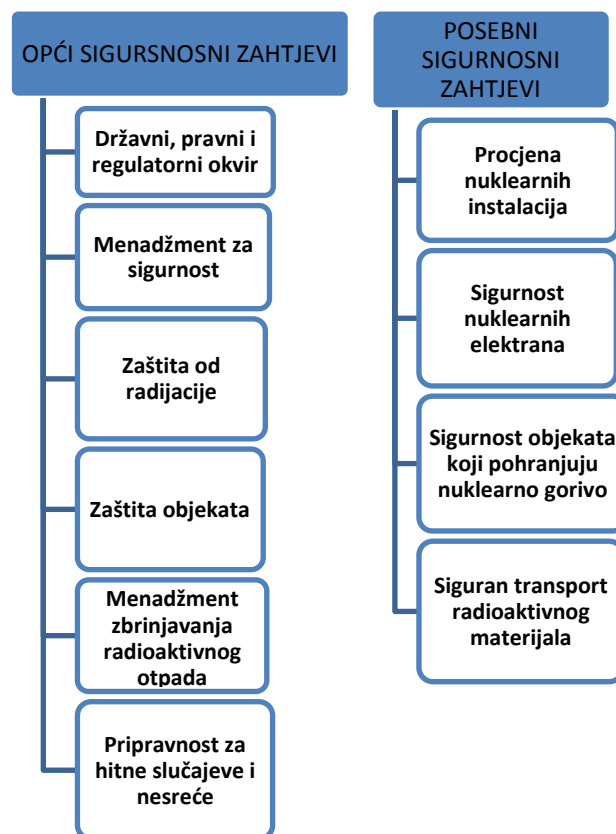 OPĆI SIGURSNOSNI ZAHTJEVI
Državni, pravni i
regulatorni okvir
Menadžment za
sigurnost
Zaštita od
radijacije
Zaštita objekata
Menadžment
zbrinjavanja
radioaktivnog
otpada
Pripravnost za
hitne slučajeve i
nesreće
POSEBNI
SIGURNOSNI
ZAHTJEVI
Procjena
nuklearnih
instalacija
Sigurnost
nuklearnih
elektrana
Sigurnost objekata
koji pohranjuju
nuklearno gorivo
Siguran transport
radioaktivnog
materijala